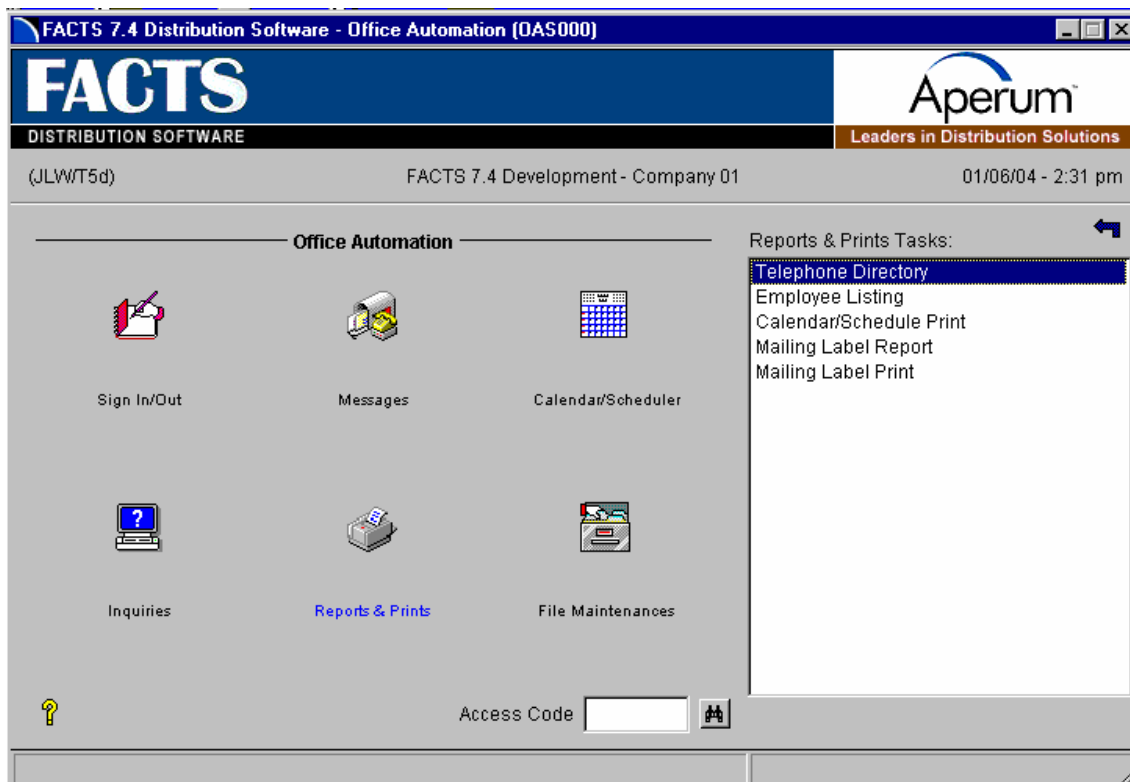 FACTS 7.4 Distribution Software - Office Automation (OAS000)
FACTS
DISTRIBUTION SOFTWARE
Aperum™
Leaders in Distribution Solutions
(JLW/T5d)
FACTS 7.4 Development - Company 01
01/06/04 - 2:31 pm
Office Automation
Sign In/Out
Messages
Calendar/Scheduler
Inquiries
Reports & Prints
File Maintenances
Access Code
Reports & Prints Tasks:
Telephone Directory
Employee Listing
Calendar/Schedule Print
Mailing Label Report
Mailing Label Print